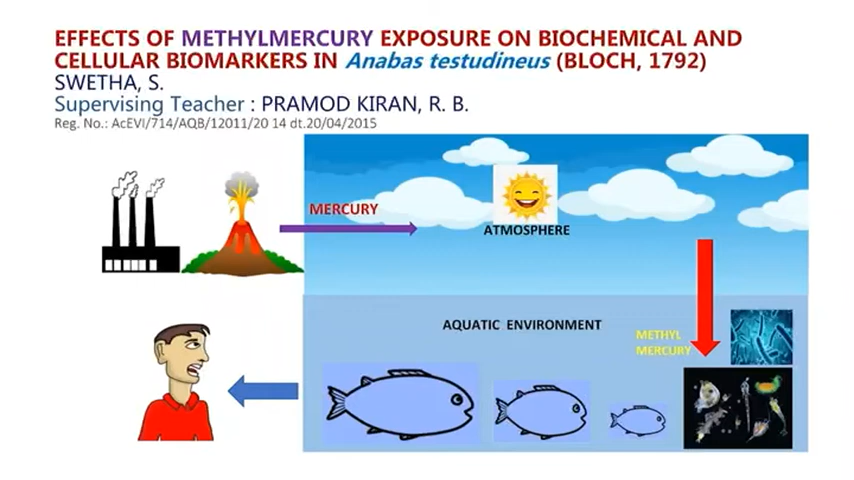 EFFECTS OF METHYLMERCURY EXPOSURE ON BIOCHEMICAL AND
CELLULAR BIOMARKERS IN Anabas testudineus (BLOCH, 1792)
SWETHA, S.
Supervising Teacher : PRAMOD KIRAN, R. B.
Reg. No.: AcEVI/714/AQB/12011/20 14 dt.20/04/2015
MERCURY
ATMOSPHERE
AQUATIC ENVIRONMENT
METHYL
MERCURY